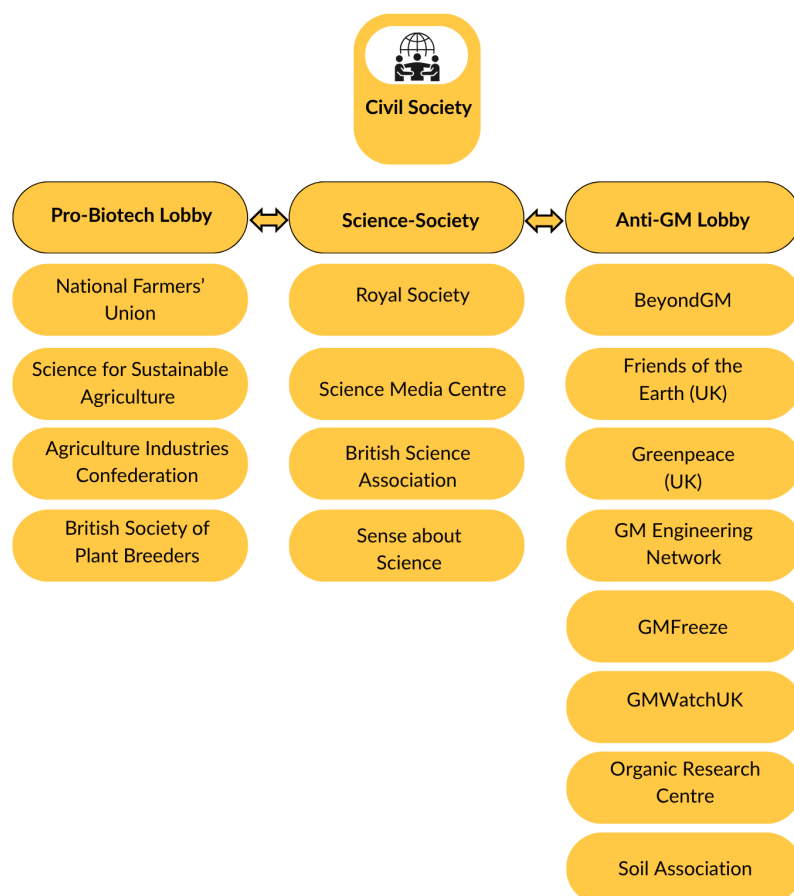 Civil Society
Pro-Biotech Lobby
National Farmers’
Union
Science for Sustainable
Agriculture
Agriculture Industries
Confederation
British Society of
Plant Breeders
Science-Society
Royal Society
Science Media Centre
British Science
Association
Sense about
Science
Anti-GM Lobby
BeyondGM
Friends of the
Earth (UK)
Greenpeace
(UK)
GM Engineering
Network
GMFreeze
GMWatchUK
Organic Research
Centre
Soil Association